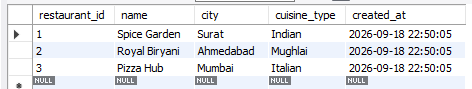 restaurant_id name city cuisine_type created_at
1 Spice Garden Surat Indian 2026-09-18 22:50:05
2 Royal Biryani Ahmedabad Mughlai 2026-09-18 22:50:05
3 Pizza Hub Mumbai Italian 2026-09-18 22:50:05
NULL NULL NULL NULL NULL